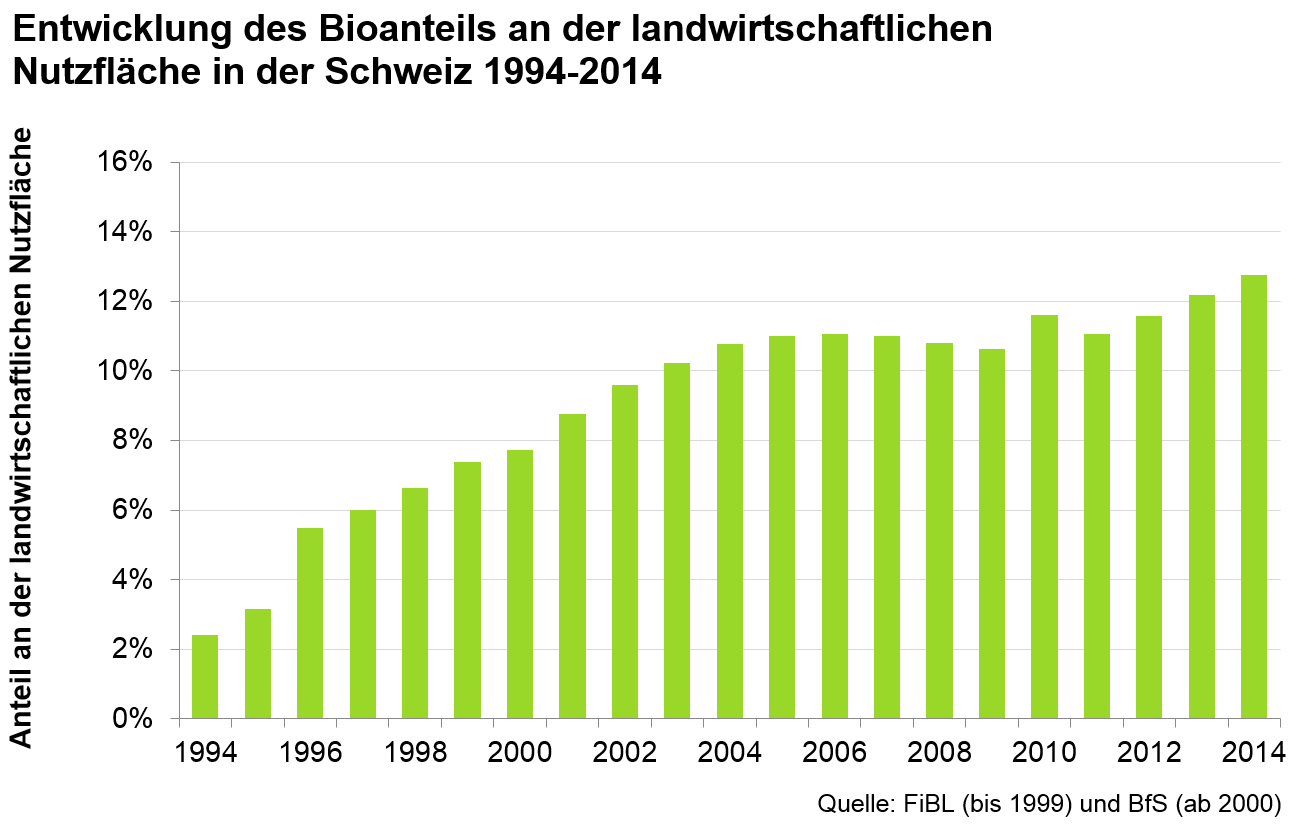 Entwicklung des Bioanteils an der landwirtschaftlichen
Nutzfläche in der Schweiz 1994-2014
Anteil an der landwirtschaftlichen Nutzfläche
16%
14%
12%
10%
8%
6%
4%
2%
0%
1994 1996 1998 2000 2002 2004 2006 2008 2010 2012 2014
Quelle: FiBL (bis 1999) und BfS (ab 2000)